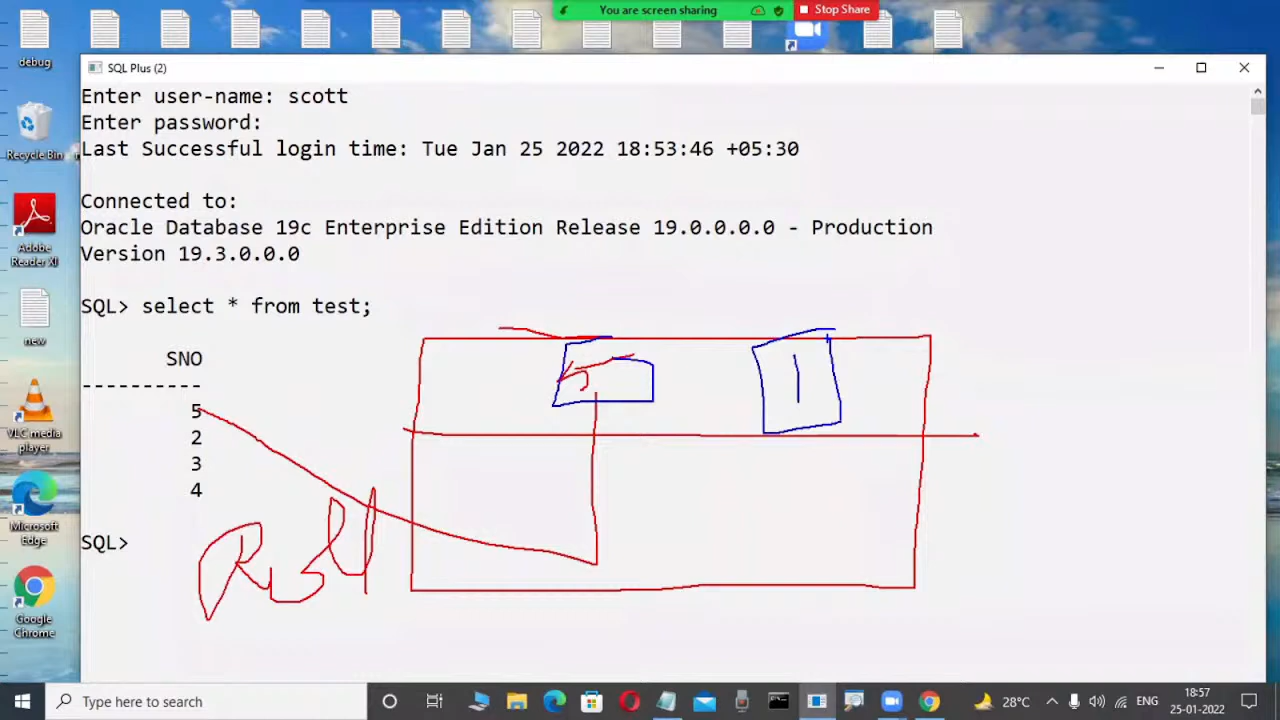 You are screen sharing
Stop Share
debug
SQL Plus (2)
Enter user-name: scott
Enter password:
Last Successful login time: Tue Jan 25 2022 18:53:46 +05:30
Recycle Bin
Connected to:
Oracle Database 19c Enterprise Edition Release 19.0.0.0.0 - Production
Version 19.3.0.0.0
Adobe
Reader XI
SQL> select * from test;
new
SNO
----------
5
2
3
4
5
1
VLC media
player
SQL>
Microsoft
Edge
Google
Chrome
Type here to search
28°C
ENG
18:57
25-01-2022